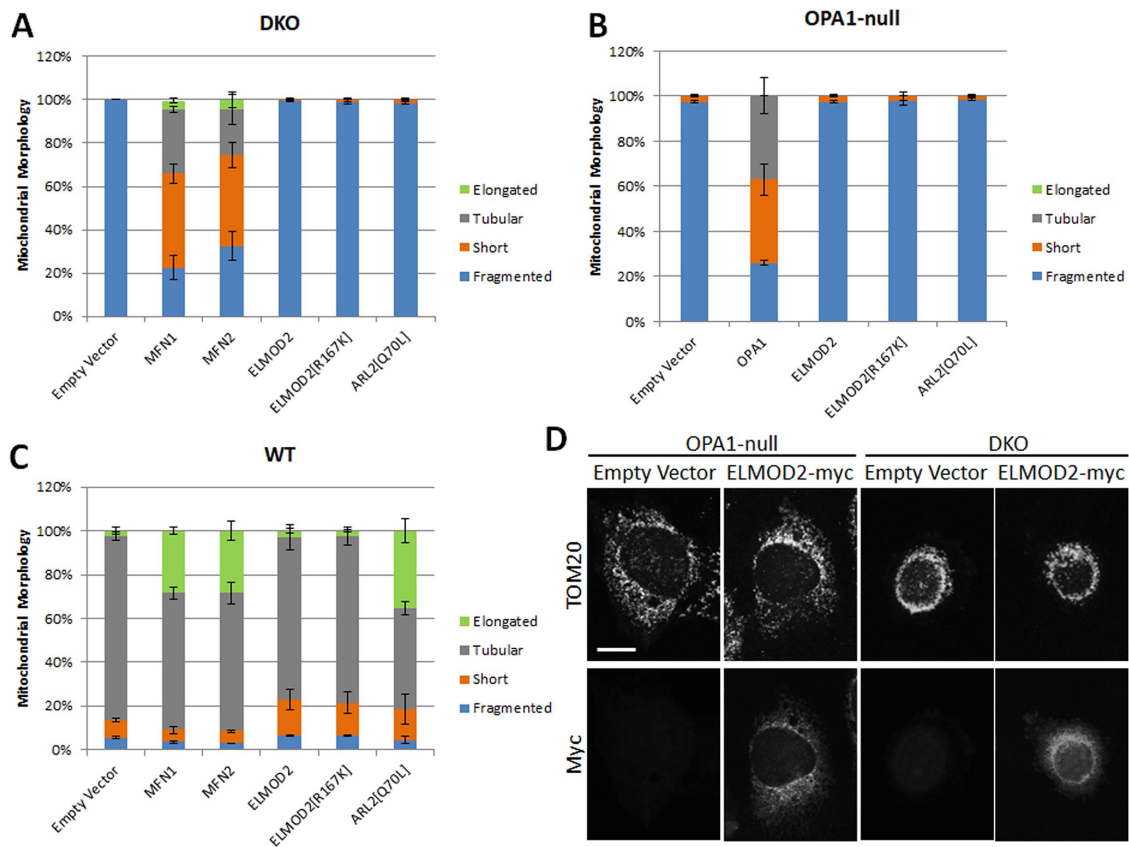 A
DKO
Miochondrial Morphology
120%
100%
80%
60%
40%
20%
0%
Empty Vector
MFN1
MFN2
ELMOD2
ELMOD2[R167K]
ARL2[Q70L]
Elongated
Tubular
Short
Fragmented
B
OPA1-null
Mitochondrial Morphology
120%
100%
80%
60%
40%
20%
0%
Empty Vector
OPA1
ELMOD2
ELMOD2[R167K]
ARL2[Q70L]
Elongated
Tubular
Short
Fragmented
C
WT
Mitochondrial Morphology
120%
100%
80%
60%
40%
20%
0%
Empty Vector
MFN1
MFN2
ELMOD2
ELMOD2[R167K]
ARL2[Q70L]
Elongated
Tubular
Short
Fragmented
D
OPA1-null DKO
Empty Vector ELMOD2-myc Empty Vector ELMOD2-myc
TOM20
Myc